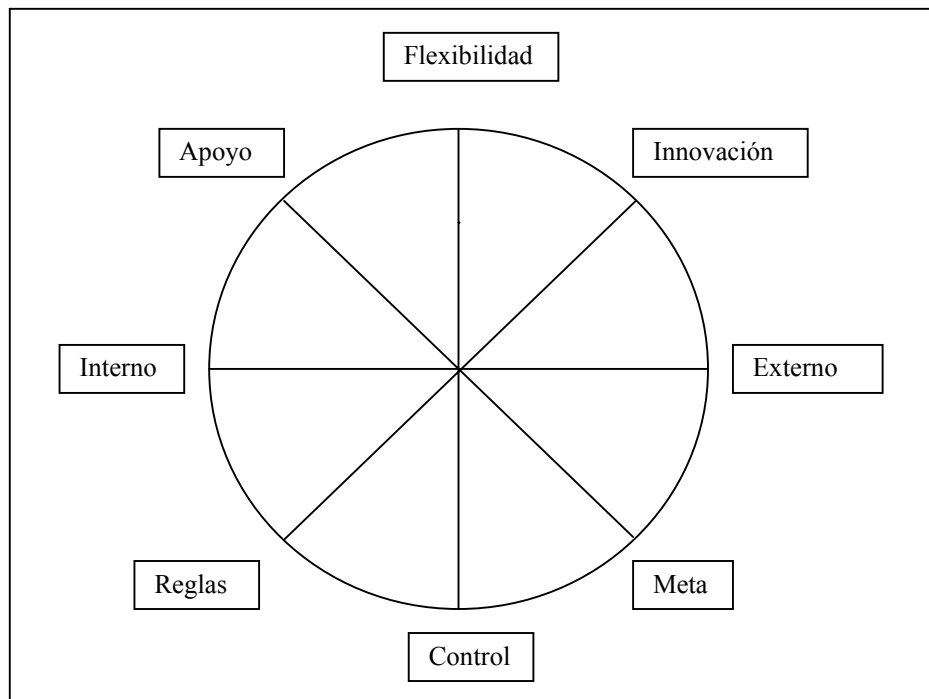 Flexibilidad
Apoyo
Innovación
Interno
Externo
Reglas
Meta
Control